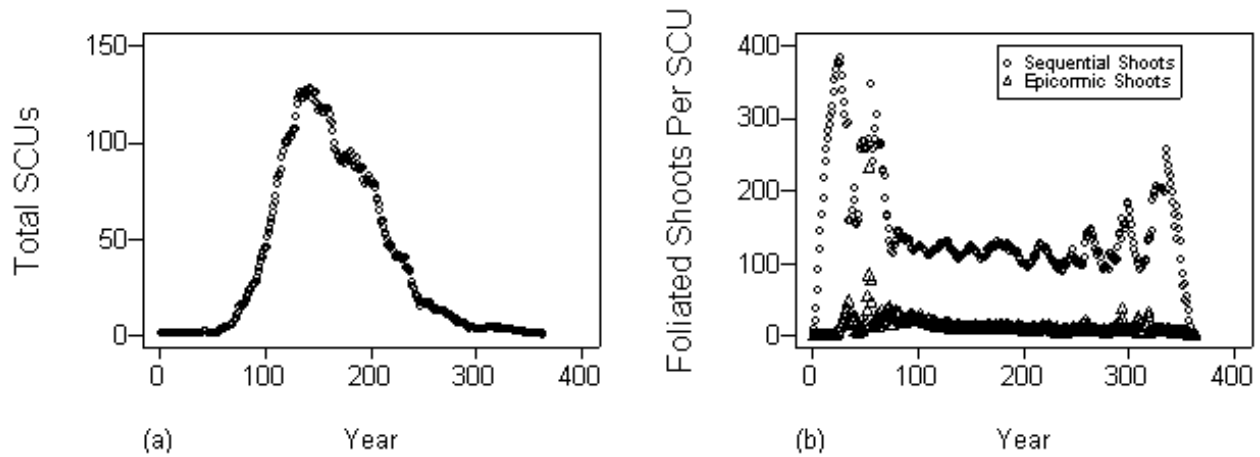 Total SCUs
150
100
50
0
0 100 200 300 400
(a) Year
Foliated Shoots Per SCU
400
300
200
100
0
Sequential Shoots
Epicormic Shoots
0 100 200 300 400
(b) Year